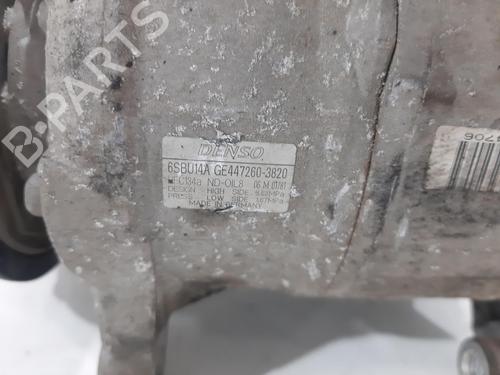 DENSO
6SBU14A GE447260-3820
HFC134a ND-OIL8
DESIGN HIGH SIDE
PRESS LOW SIDE
MADE IN GERMANY
B-PARTS